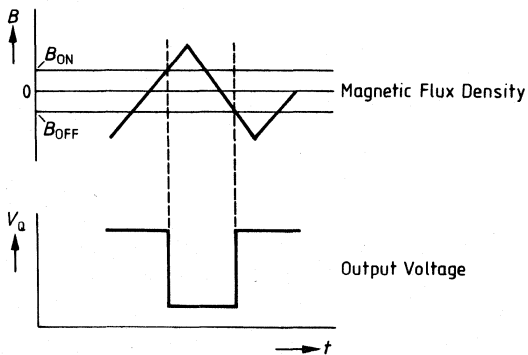 B
B_ON
0
Magnetic Flux Density
B_OFF
V_Q
Output Voltage
t